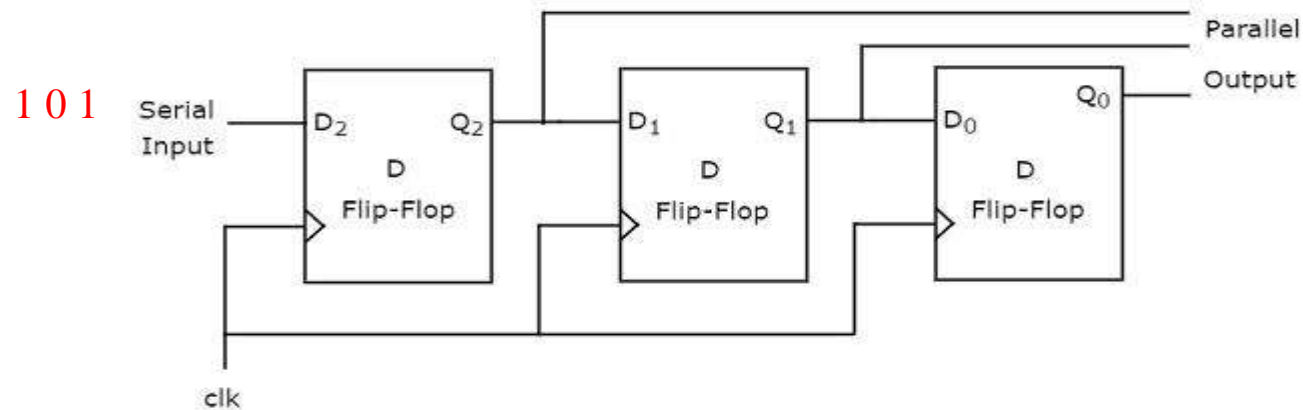 Parallel
Output
1 0 1
Serial
Input
D₂ Q₂
D
Flip-Flop
D₁ Q₁
D
Flip-Flop
D₀ Q₀
D
Flip-Flop
clk